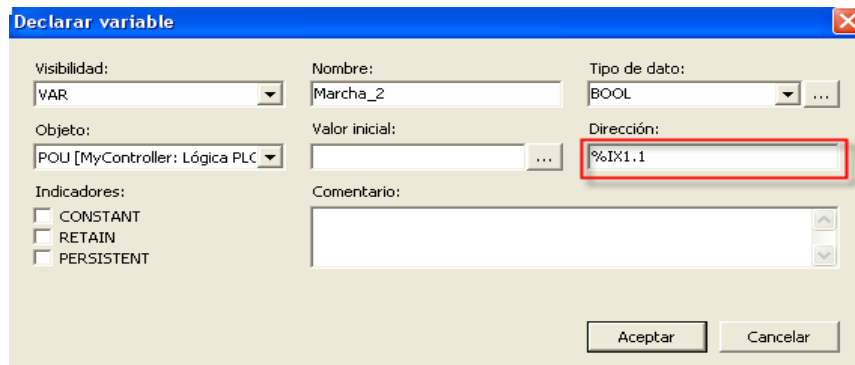 Declarar variable
Visibilidad: Nombre: Tipo de dato:
VAR Marcha_2 BOOL ...
Objeto: Valor inicial: Dirección:
POU [MyController: Lógica PLC ... %IX1.1
Indicadores: Comentario:
CONSTANT
RETAIN
PERSISTENT
Aceptar Cancelar